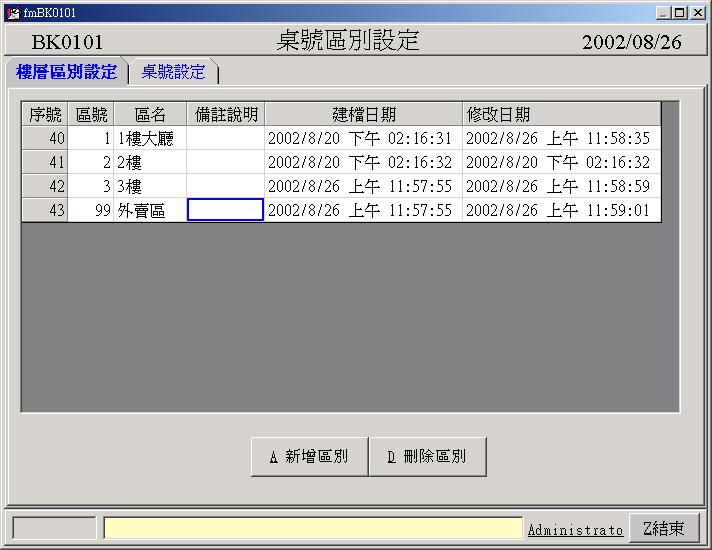 fmBK0101
BK0101 桌號區別設定 2002/08/26
樓層區別設定 桌號設定
序號 區號 區名 備註說明 建檔日期 修改日期
40 1 1樓大廳 2002/8/20 下午 02:16:31 2002/8/26 上午 11:58:35
41 2 2樓 2002/8/20 下午 02:16:32 2002/8/20 下午 02:16:32
42 3 3樓 2002/8/26 上午 11:57:55 2002/8/26 上午 11:58:59
43 99 外賣區 2002/8/26 上午 11:57:55 2002/8/26 上午 11:59:01
A 新增區別 D 刪除區別
Administrato Z結束